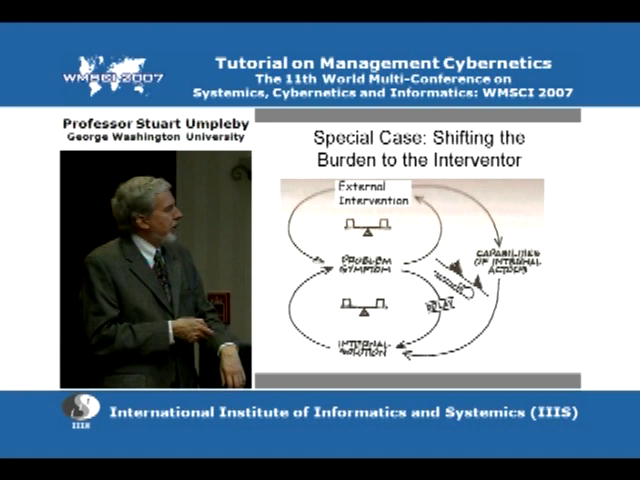 WMSCI 2007
Tutorial on Management Cybernetics
The 11th World Multi-Conference on
Systemics, Cybernetics and Informatics: WMSCI 2007
Professor Stuart Umpleby
George Washington University
Special Case: Shifting the
Burden to the Interventor
External
Intervention
PROBLEM
SYMPTOM
CAPABILITIES
OF INTERNAL
ACTORS
DELAY
INTERNAL
SOLUTION
IIIS
International Institute of Informatics and Systemics (IIIS)